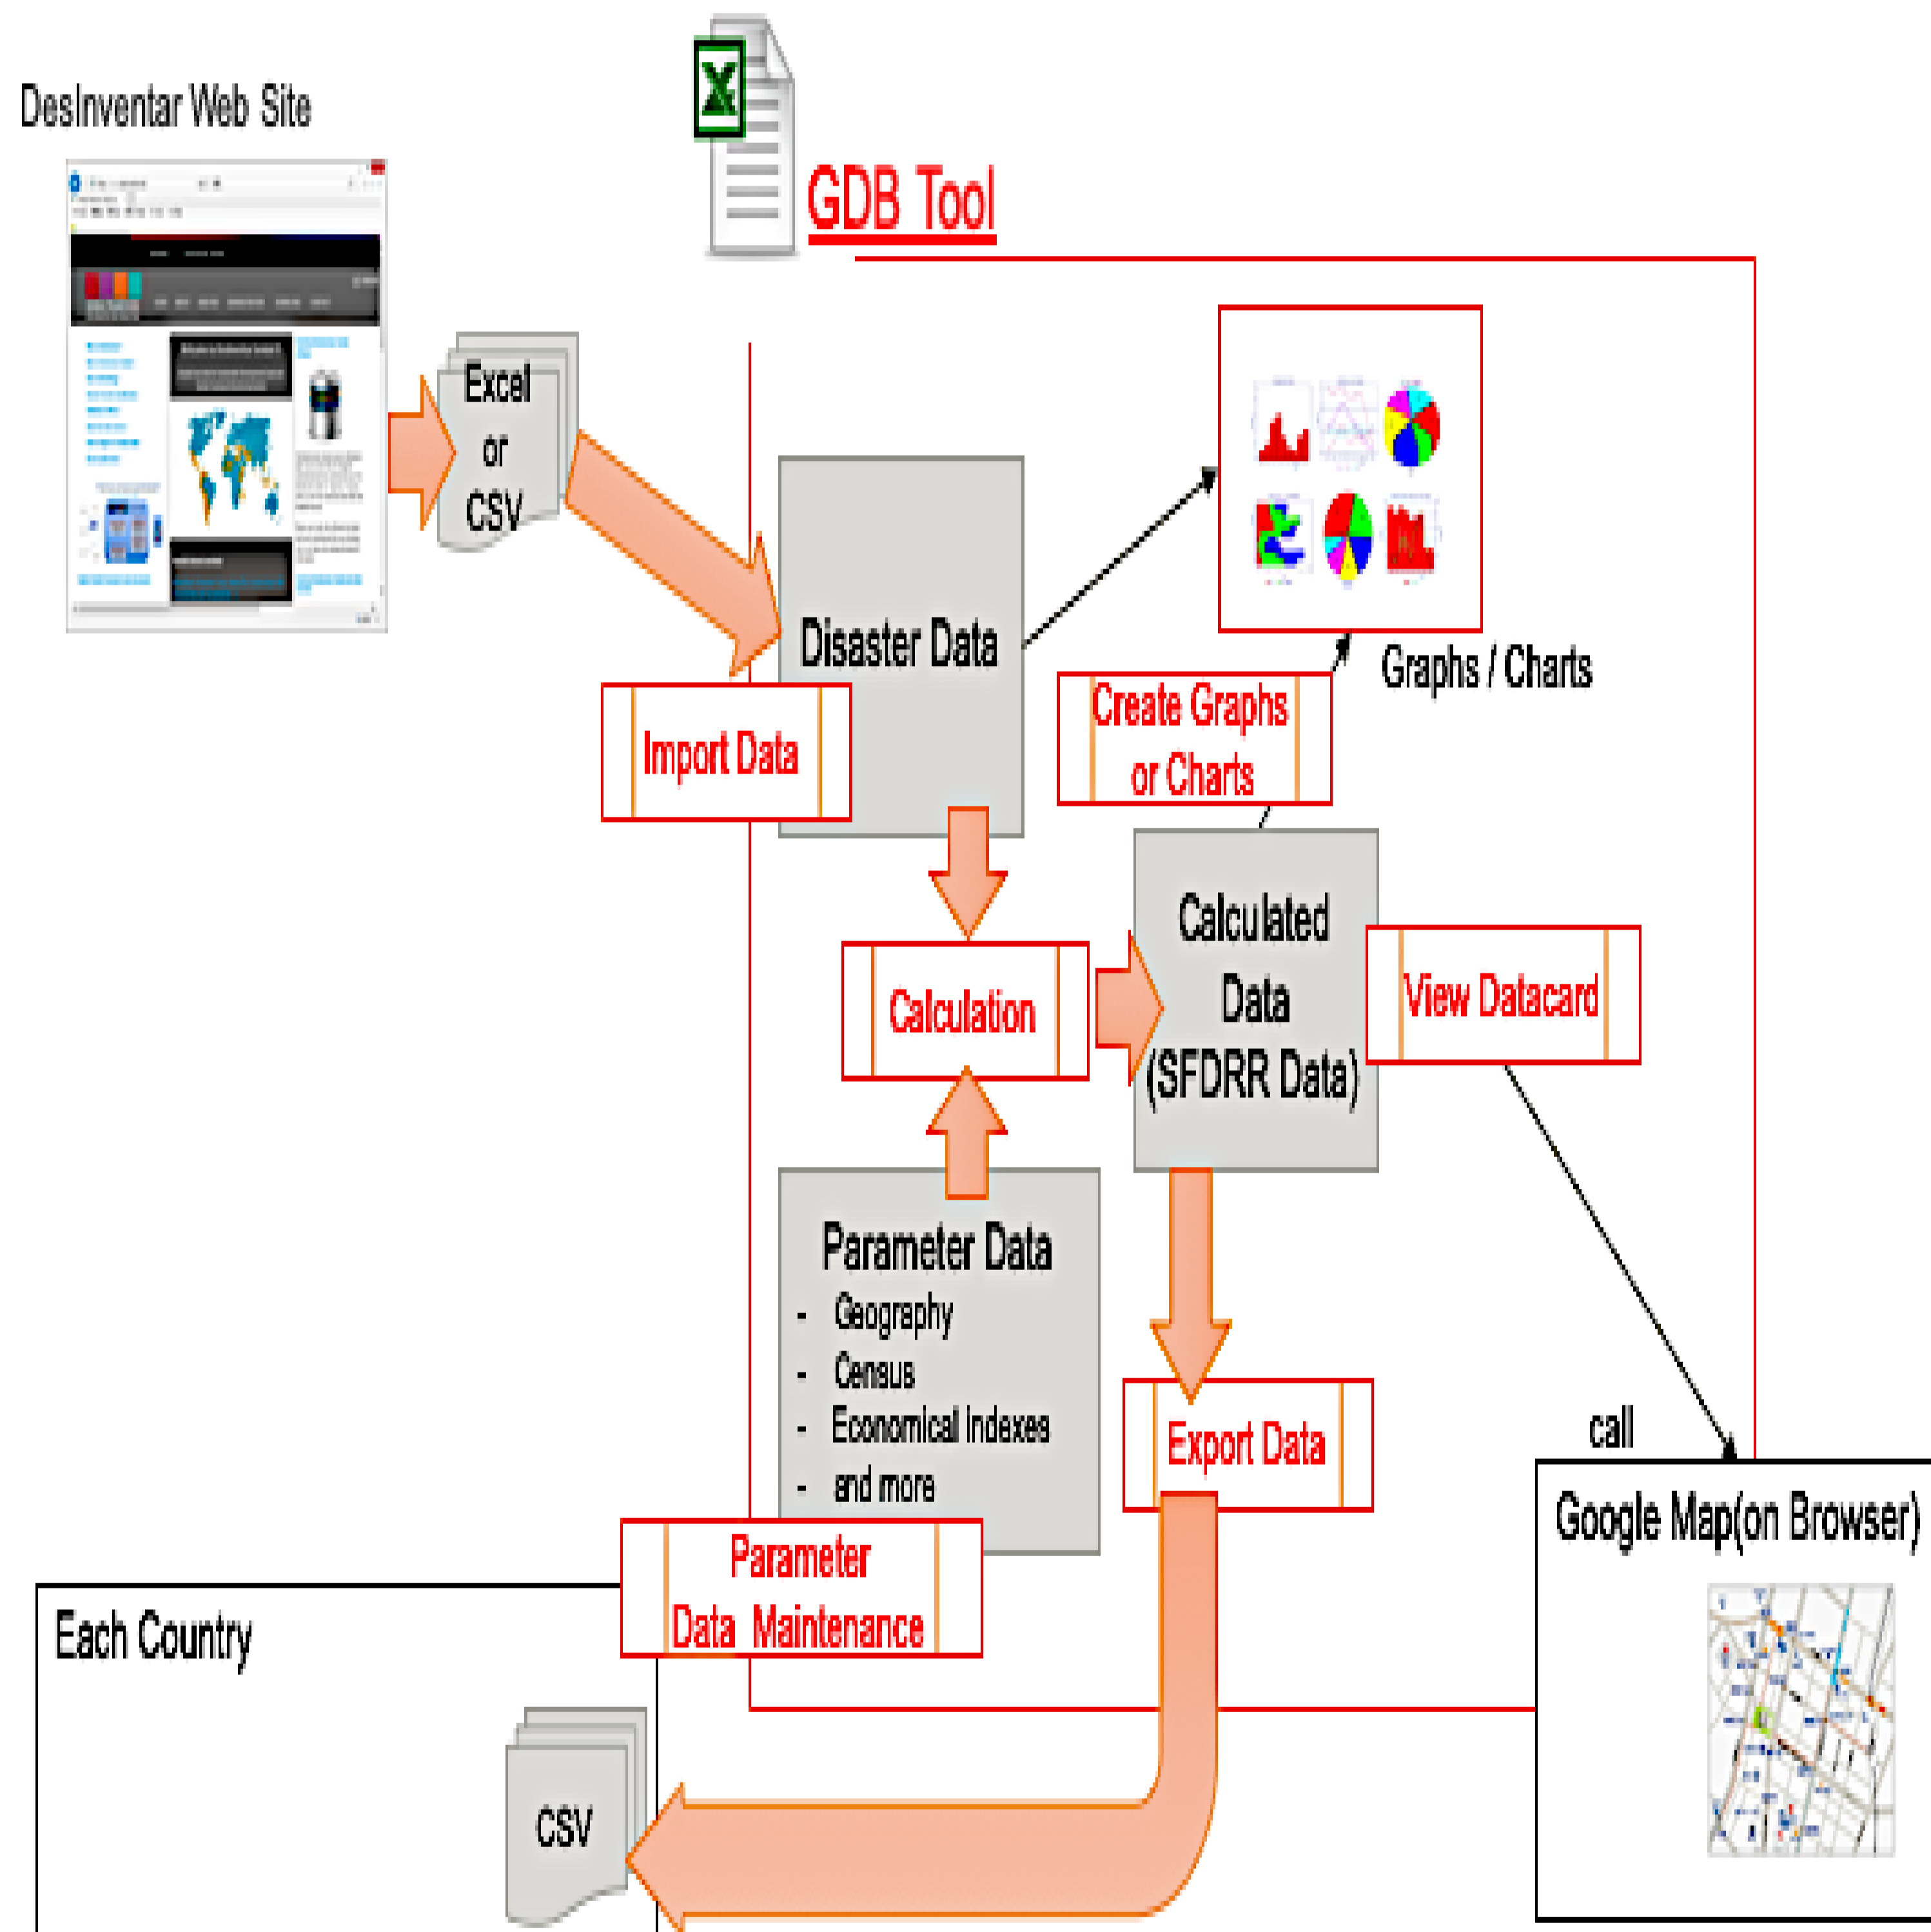 DesInventar Web Site
GDB Tool
Excel
or
CSV
Disaster Data
Import Data
Graphs / Charts
Create Graphs
or Charts
Calculated
Data
(SFDRR Data)
View Datacard
Calculation
Parameter Data
- Geography
- Census
- Economical Indexes
- and more
Export Data
call
Google Map(on Browser)
Parameter
Data Maintenance
Each Country
CSV